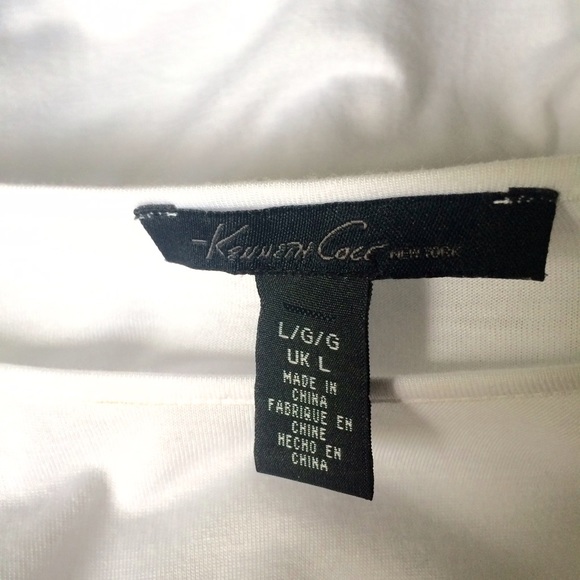 KENNETH COLE NEW YORK
L/G/G
UK L
MADE IN
CHINA
FABRIQUE EN
CHINE
HECHO EN
CHINA